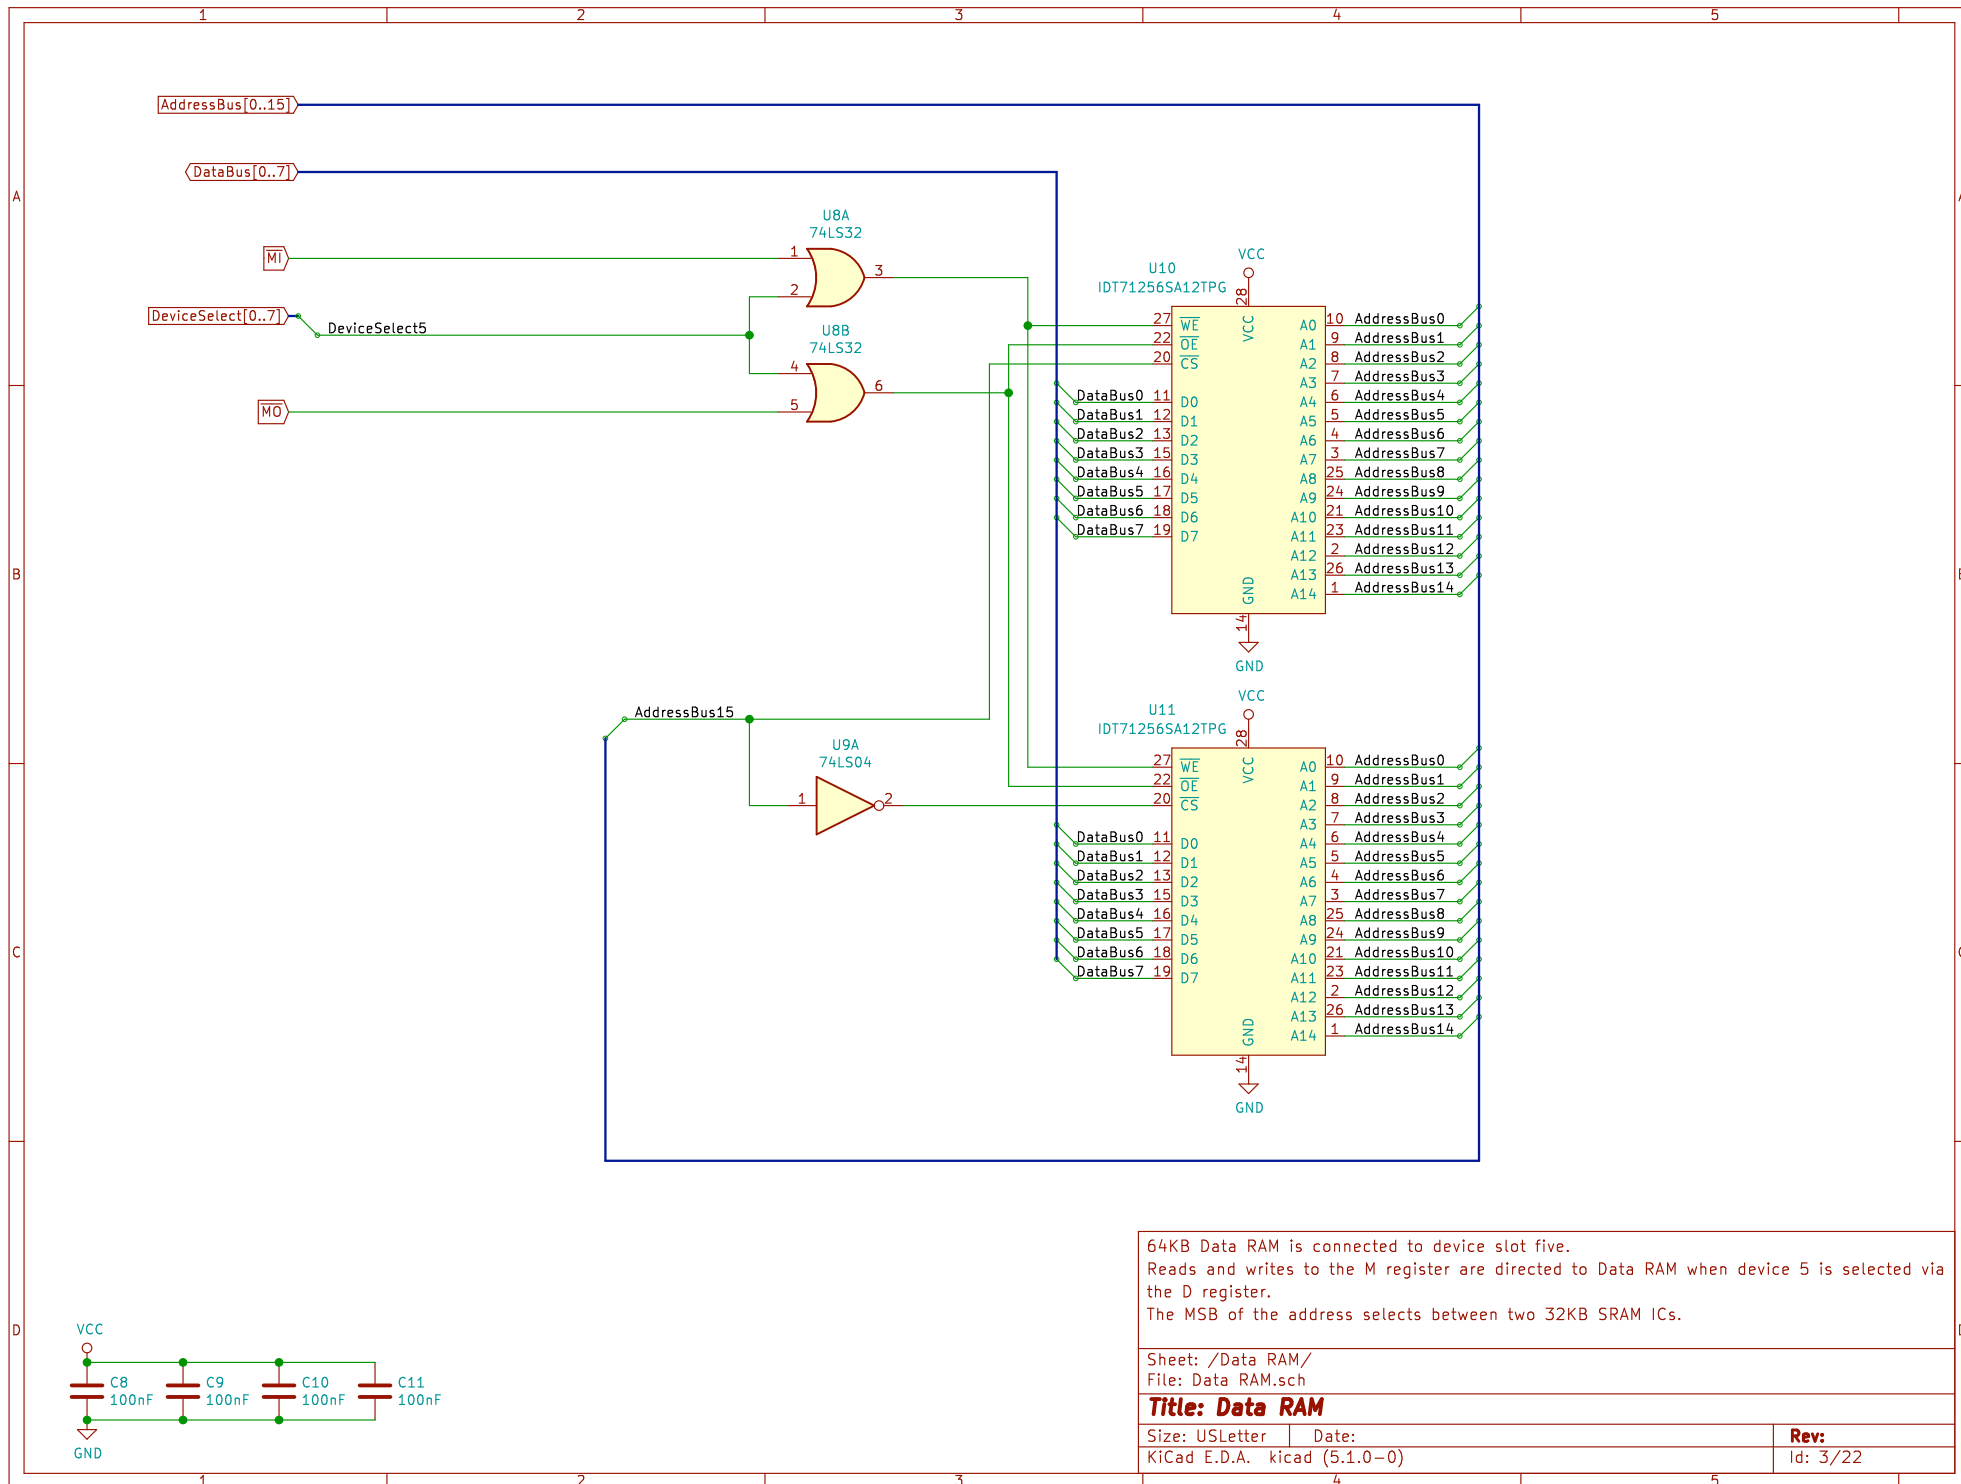 1 2 3 4 5
AddressBus[0..15]
DataBus[0..7]
A
U8A
74LS32
MI
1
3
2
DeviceSelect[0..7]
DeviceSelect5
U8B
74LS32
4
6
5
MO
VCC
U10
IDT71256SA12TPG
28
VCC
27 WE A0 10 AddressBus0
22 OE A1 9 AddressBus1
20 CS A2 8 AddressBus2
A3 7 AddressBus3
DataBus0 11 D0 A4 6 AddressBus4
DataBus1 12 D1 A5 5 AddressBus5
DataBus2 13 D2 A6 4 AddressBus6
DataBus3 15 D3 A7 3 AddressBus7
DataBus4 16 D4 A8 25 AddressBus8
DataBus5 17 D5 A9 24 AddressBus9
DataBus6 18 D6 A10 21 AddressBus10
DataBus7 19 D7 A11 23 AddressBus11
A12 2 AddressBus12
B
A13 26 AddressBus13
A14 1 AddressBus14
GND
14
GND
AddressBus15
U9A
74LS04
1 2
VCC
U11
IDT71256SA12TPG
28
VCC
27 WE A0 10 AddressBus0
22 OE A1 9 AddressBus1
20 CS A2 8 AddressBus2
A3 7 AddressBus3
DataBus0 11 D0 A4 6 AddressBus4
DataBus1 12 D1 A5 5 AddressBus5
DataBus2 13 D2 A6 4 AddressBus6
DataBus3 15 D3 A7 3 AddressBus7
DataBus4 16 D4 A8 25 AddressBus8
DataBus5 17 D5 A9 24 AddressBus9
C
DataBus6 18 D6 A10 21 AddressBus10
DataBus7 19 D7 A11 23 AddressBus11
A12 2 AddressBus12
A13 26 AddressBus13
A14 1 AddressBus14
GND
14
GND
64KB Data RAM is connected to device slot five.
Reads and writes to the M register are directed to Data RAM when device 5 is selected via
the D register.
The MSB of the address selects between two 32KB SRAM ICs.
D
VCC
C8 C9 C10 C11
100nF 100nF 100nF 100nF
GND
Sheet: /Data RAM/
File: Data RAM.sch
Title: Data RAM
Size: USLetter Date: Rev:
KiCad E.D.A. kicad (5.1.0-0) Id: 3/22
1 2 3 4 5